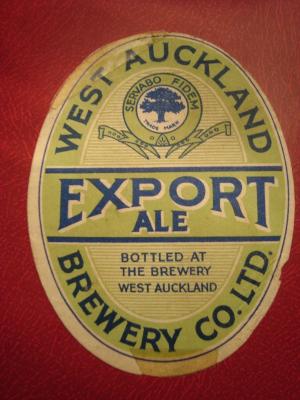 WEST AUCKLAND
SERVABO FIDEM
TRADE MARK
EXPORT
ALE
BOTTLED AT
THE BREWERY
WEST AUCKLAND
BREWERY CO. LTD.